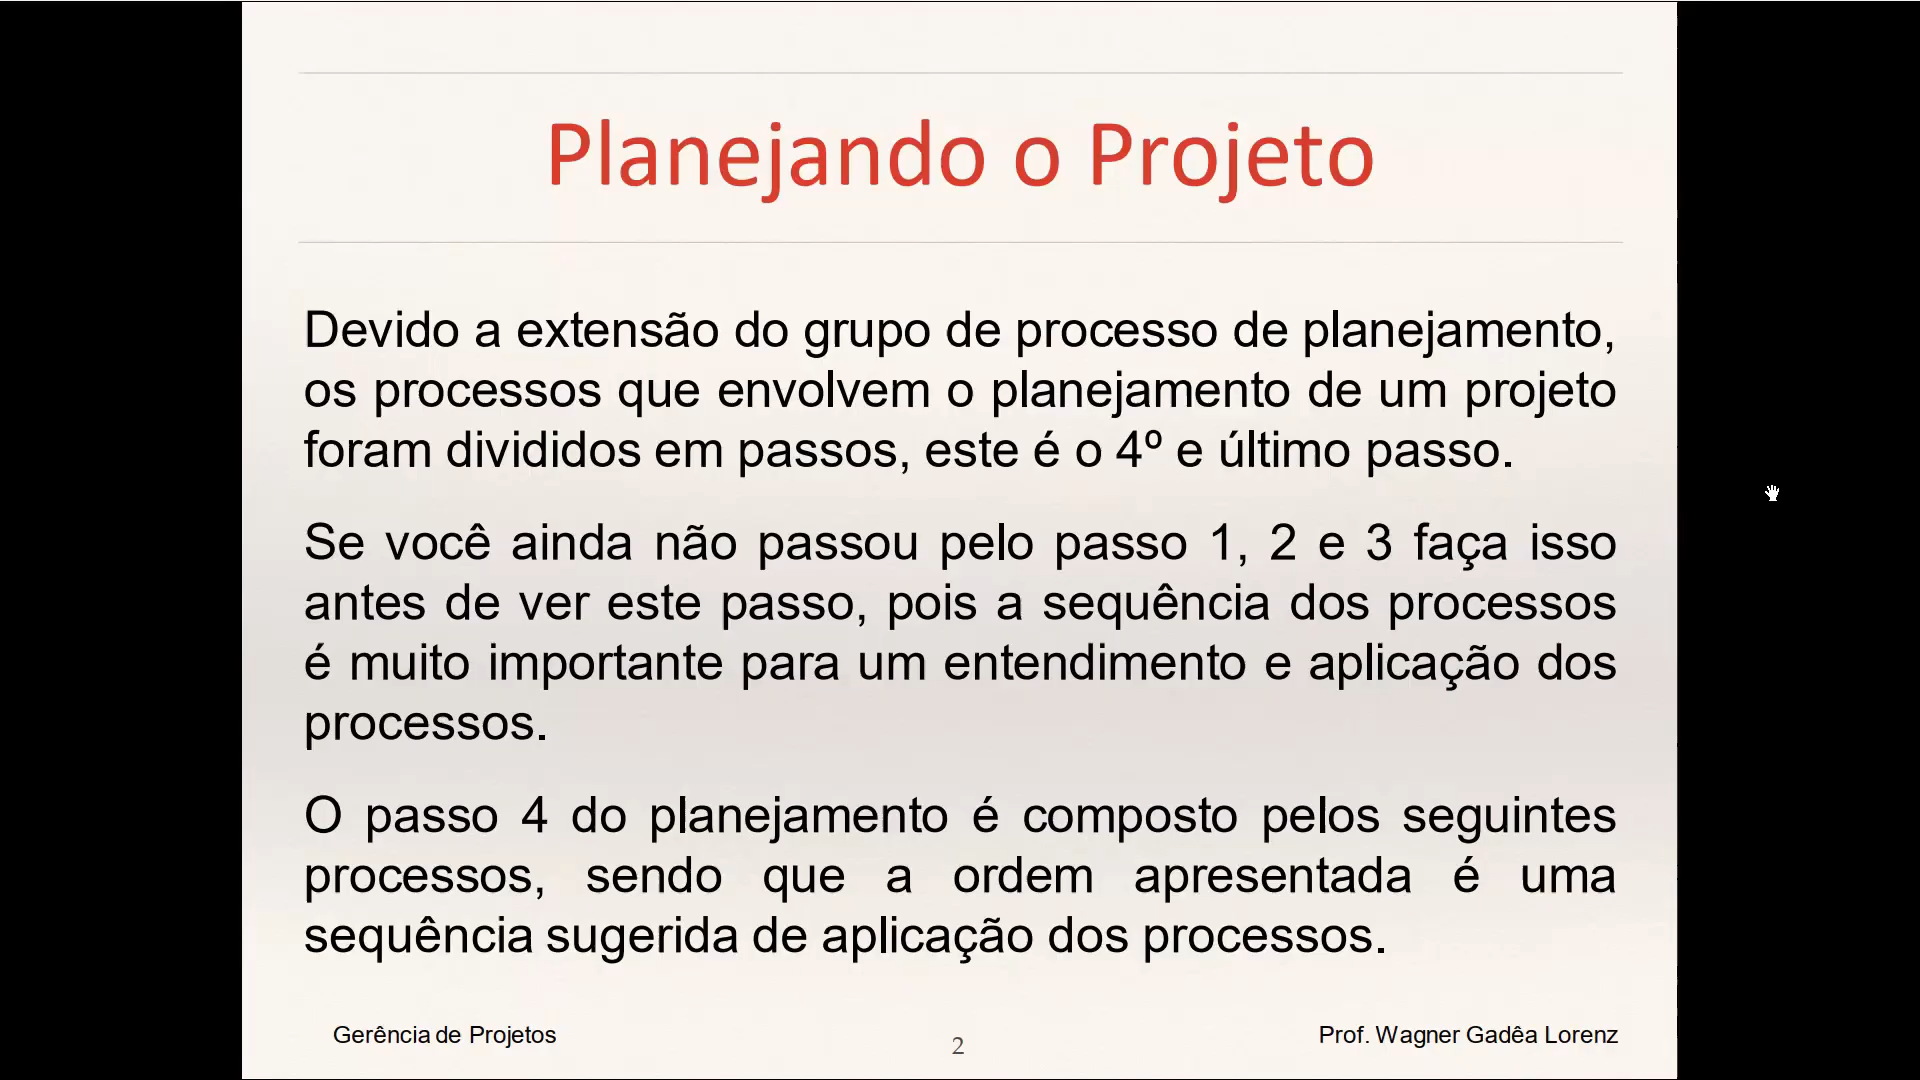 Planejando o Projeto
Devido a extensão do grupo de processo de planejamento,
os processos que envolvem o planejamento de um projeto
foram divididos em passos, este é o 4º e último passo.
Se você ainda não passou pelo passo 1, 2 e 3 faça isso
antes de ver este passo, pois a sequência dos processos
é muito importante para um entendimento e aplicação dos
processos.
O passo 4 do planejamento é composto pelos seguintes
processos, sendo que a ordem apresentada é uma
sequência sugerida de aplicação dos processos.
Gerência de Projetos
2
Prof. Wagner Gadêa Lorenz